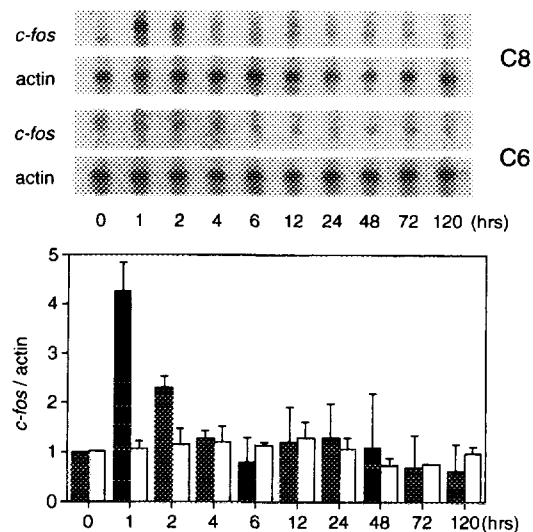 c-fos
C8
actin
c-fos
C6
actin
0 1 2 4 6 12 24 48 72 120 (hrs)
5
4
3
2
1
0
c-fos / actin
0 1 2 4 6 12 24 48 72 120 (hrs)